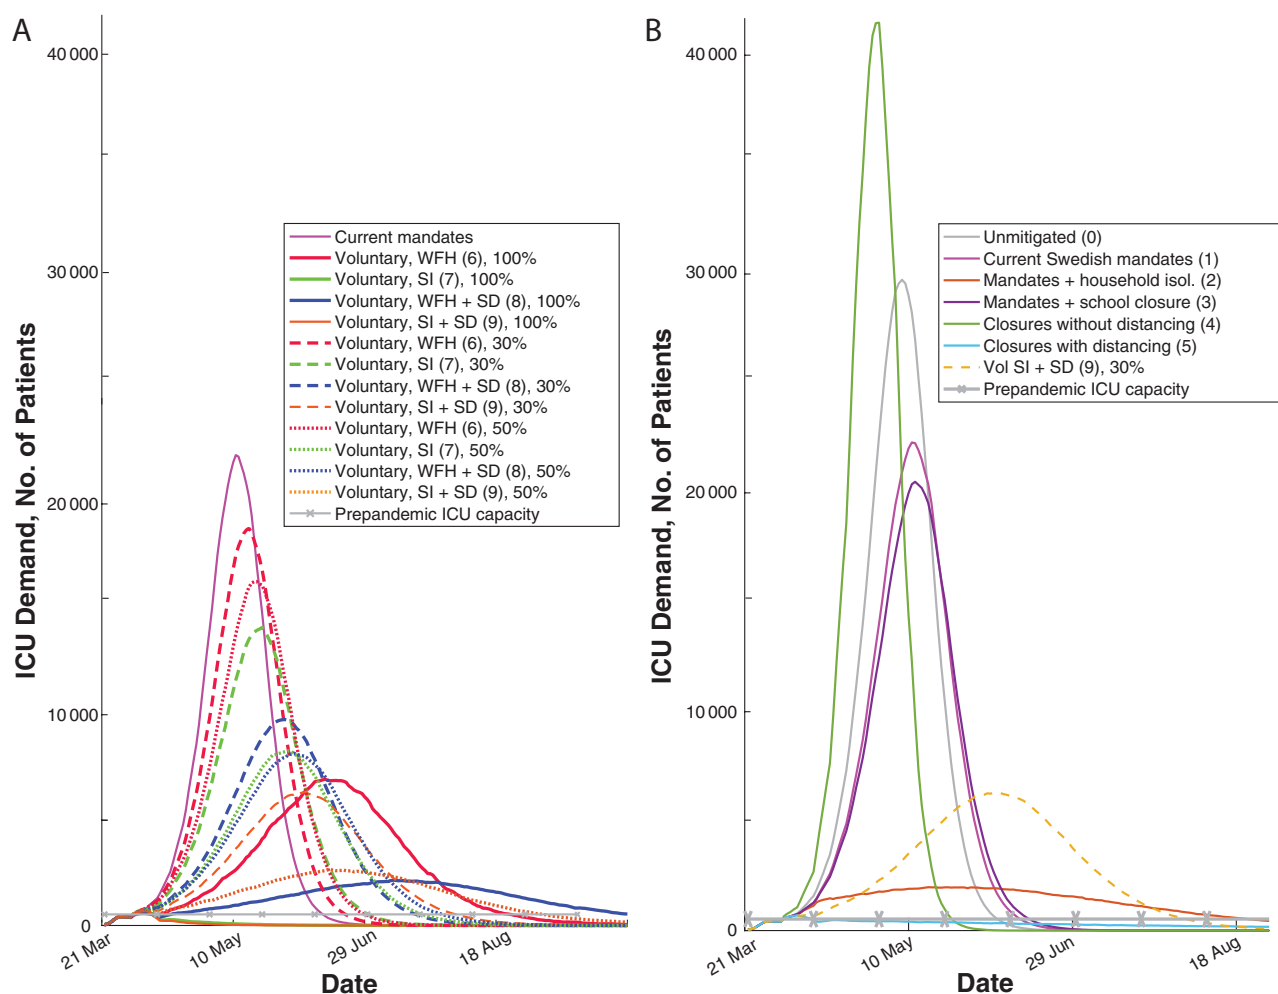 A
ICU Demand, No. of Patients
40 000
30 000
20 000
10 000
0
21 Mar
10 May
29 Jun
18 Aug
Date
Current mandates
Voluntary, WFH (6), 100%
Voluntary, SI (7), 100%
Voluntary, WFH + SD (8), 100%
Voluntary, SI + SD (9), 100%
Voluntary, WFH (6), 30%
Voluntary, SI (7), 30%
Voluntary, WFH + SD (8), 30%
Voluntary, SI + SD (9), 30%
Voluntary, WFH (6), 50%
Voluntary, SI (7), 50%
Voluntary, WFH + SD (8), 50%
Voluntary, SI + SD (9), 50%
Prepandemic ICU capacity
B
ICU Demand, No. of Patients
40 000
30 000
20 000
10 000
0
21 Mar
10 May
29 Jun
18 Aug
Date
Unmitigated (0)
Current Swedish mandates (1)
Mandates + household isol. (2)
Mandates + school closure (3)
Closures without distancing (4)
Closures with distancing (5)
Vol SI + SD (9), 30%
Prepandemic ICU capacity